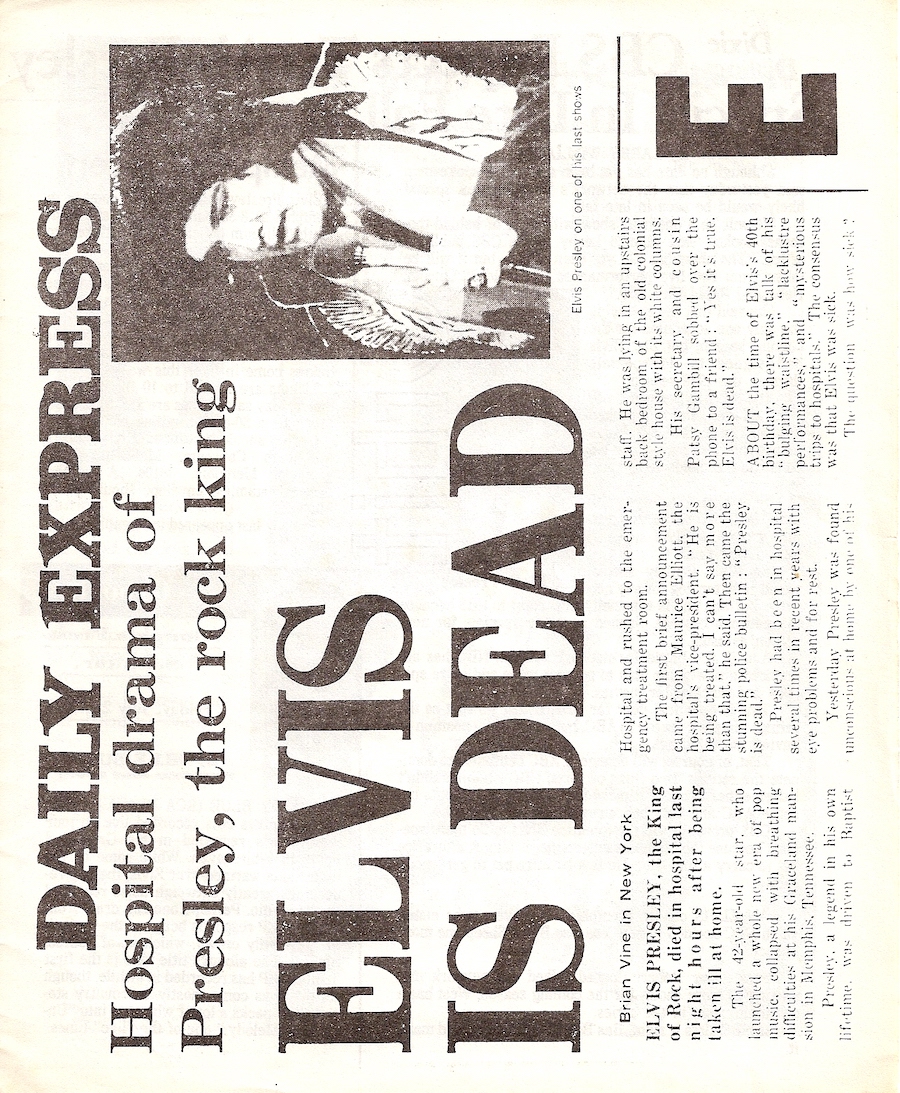 DAILY EXPRESS
Hospital drama of
Presley, the rock king
ELVIS
IS DEAD
Elvis Presley on one of his last shows
Brian Vine in New York
ELVIS PRESLEY, the King
of Rock, died in hospital last
night hours after being
taken ill at home.
The 42-year-old star, who
launched a whole new era of pop
music, collapsed with breathing
difficulties at his Graceland man-
sion in Memphis, Tennessee.
Presley, a legend in his own
lifetime, was driven to Baptist
Hospital and rushed to the emer-
gency treatment room.
The first brief announcement
came from Maurice Elliott, the
hospital's vice-president. "He is
being treated. I can't say more
than that," he said. Then came the
stunning police bulletin: "Presley
is dead."
Presley had been in hospital
several times in recent years with
eye problems and for rest.
Yesterday Presley was found
unconscious at home by one of his
staff. He was lying in an upstairs
back bedroom of the old colonial
style house with its white columns.
His secretary and cousin
Patsy Gambill sobbed over the
phone to a friend: "Yes it's true.
Elvis is dead."
ABOUT the time of Elvis's 40th
birthday, there was talk of his
"bulging waistline," "lacklustre
performances," and "mysterious
trips to hospitals." The consensus
was that Elvis was sick.
The question was how sick?
E